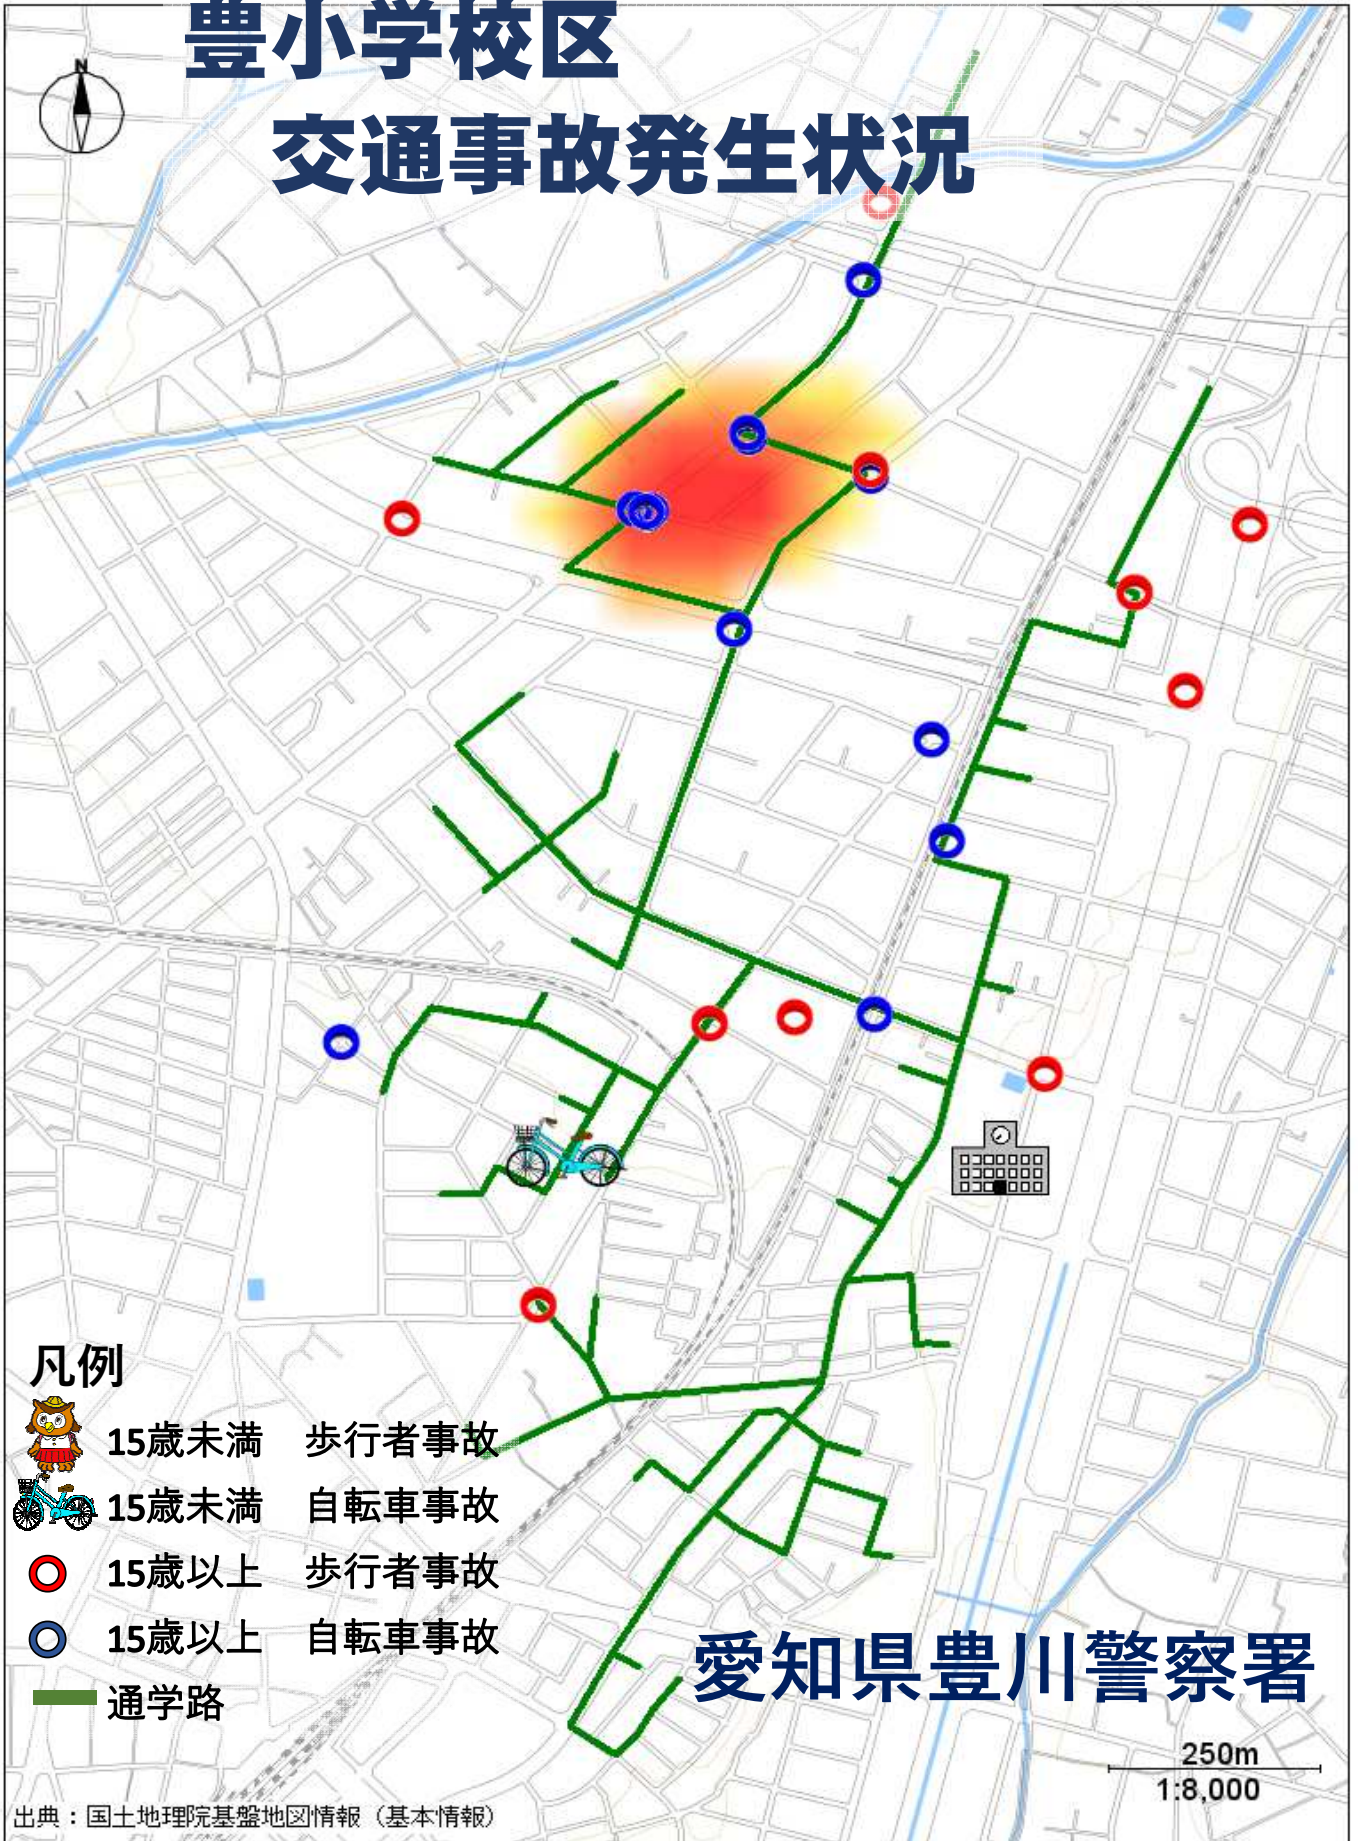 豊小学校区
交通事故発生状況
N
凡例
15歳未満　歩行者事故
15歳未満　自転車事故
15歳以上　歩行者事故
15歳以上　自転車事故
通学路
愛知県豊川警察署
250m
1:8,000
出典：国土地理院基盤地図情報（基本情報）